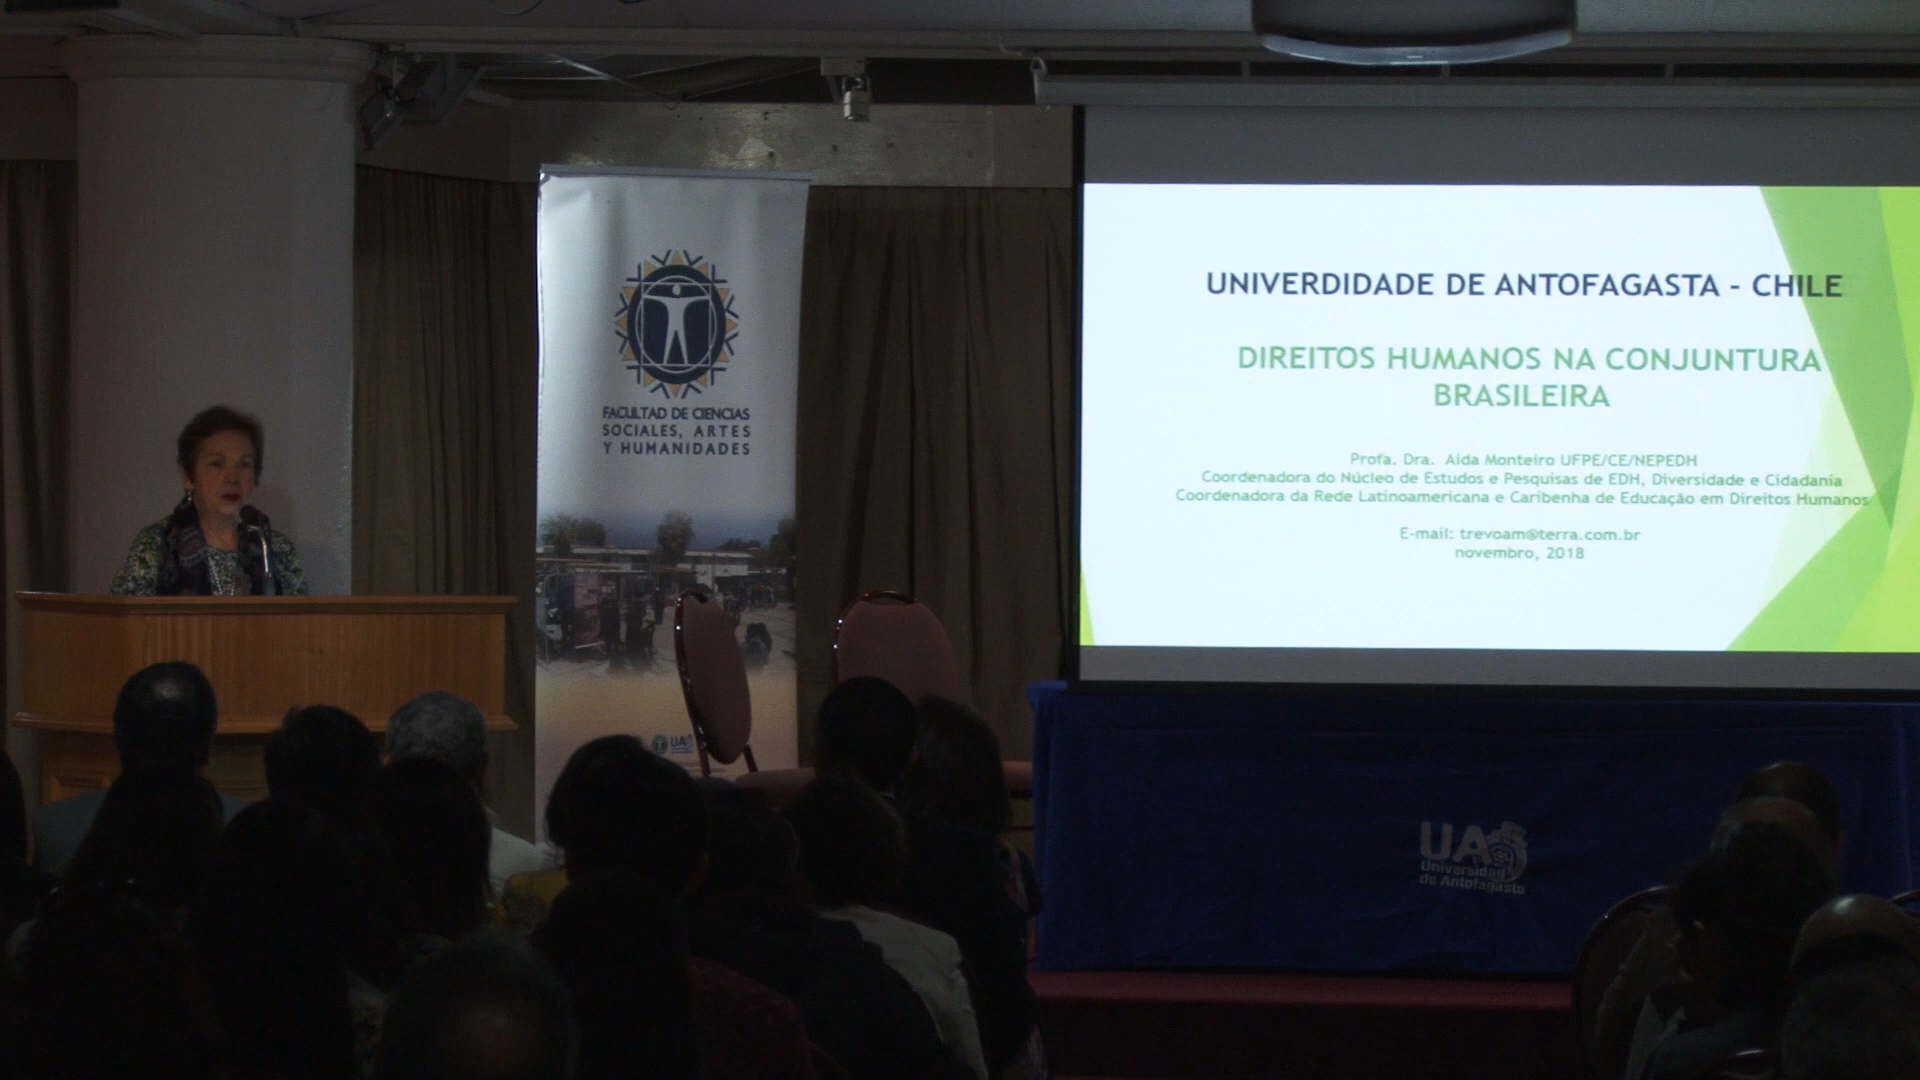 FACULTAD DE CIENCIAS
SOCIALES, ARTES
Y HUMANIDADES
UA
UNIVERDIDADE DE ANTOFAGASTA - CHILE
DIREITOS HUMANOS NA CONJUNTURA
BRASILEIRA
Profa. Dra. Aida Monteiro UFPE/CE/NEPEDH
Coordenadora do Núcleo de Estudos e Pesquisas de EDH, Diversidade e Cidadania
Coordenadora da Rede Latinoamericana e Caribenha de Educação em Direitos Humanos
E-mail: trevoam@terra.com.br
novembro, 2018
UA
Universidad
de Antofagasta